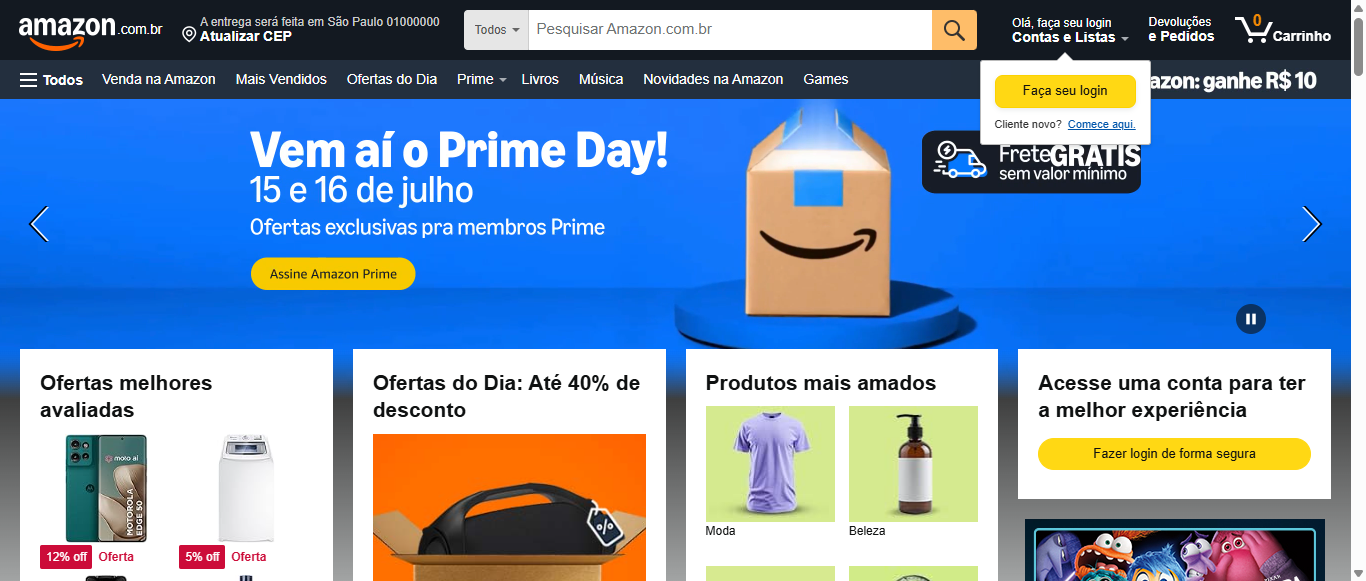 amazon.com.br
A entrega será feita em São Paulo 01000000
Atualizar CEP
Todos
Pesquisar Amazon.com.br
Olá, faça seu login
Contas e Listas
Devoluções
e Pedidos
0
Carrinho
Todos
Venda na Amazon
Mais Vendidos
Ofertas do Dia
Prime
Livros
Música
Novidades na Amazon
Games
azon: ganhe R$ 10
Faça seu login
Cliente novo? Comece aqui.
Vem aí o Prime Day!
15 e 16 de julho
Ofertas exclusivas pra membros Prime
Assine Amazon Prime
Frete GRÁTIS
sem valor mínimo
Ofertas melhores
avaliadas
moto ai
MOTOROLA
EDGE 50
12% off Oferta
5% off Oferta
Ofertas do Dia: Até 40% de
desconto
%
Produtos mais amados
Moda
Beleza
Acesse uma conta para ter
a melhor experiência
Fazer login de forma segura